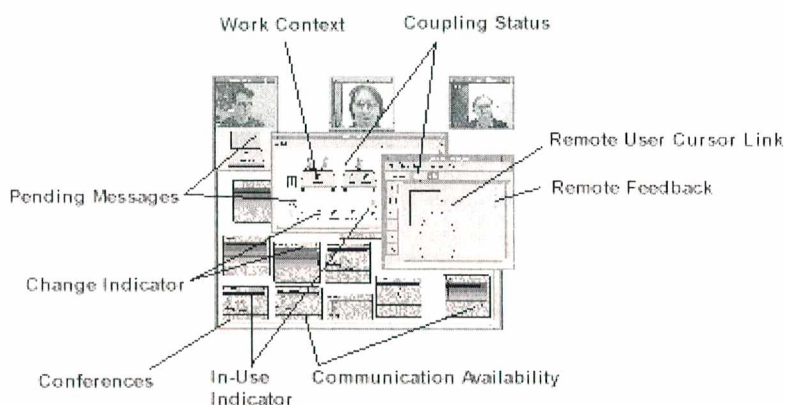 Work Context
Coupling Status
Remote User Cursor Link
Remote Feedback
Pending Messages
Change Indicator
Conferences
In-Use
Indicator
Communication Availability